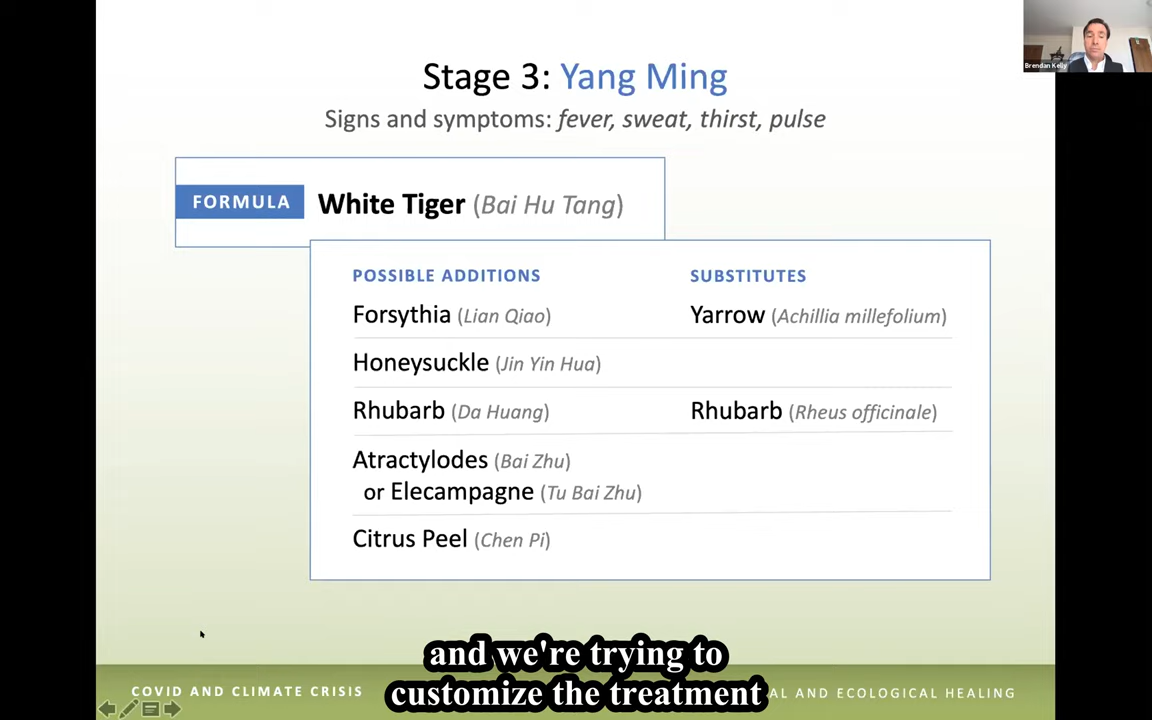 Brendan Kelly
Stage 3: Yang Ming
Signs and symptoms: fever, sweat, thirst, pulse
FORMULA White Tiger (Bai Hu Tang)
POSSIBLE ADDITIONS SUBSTITUTES
Forsythia (Lian Qiao) Yarrow (Achillia millefolium)
Honeysuckle (Jin Yin Hua)
Rhubarb (Da Huang) Rhubarb (Rheus officinale)
Atractylodes (Bai Zhu)
or Elecampagne (Tu Bai Zhu)
Citrus Peel (Chen Pi)
and we're trying to
customize the treatment
COVID AND CLIMATE CRISIS AL AND ECOLOGICAL HEALING